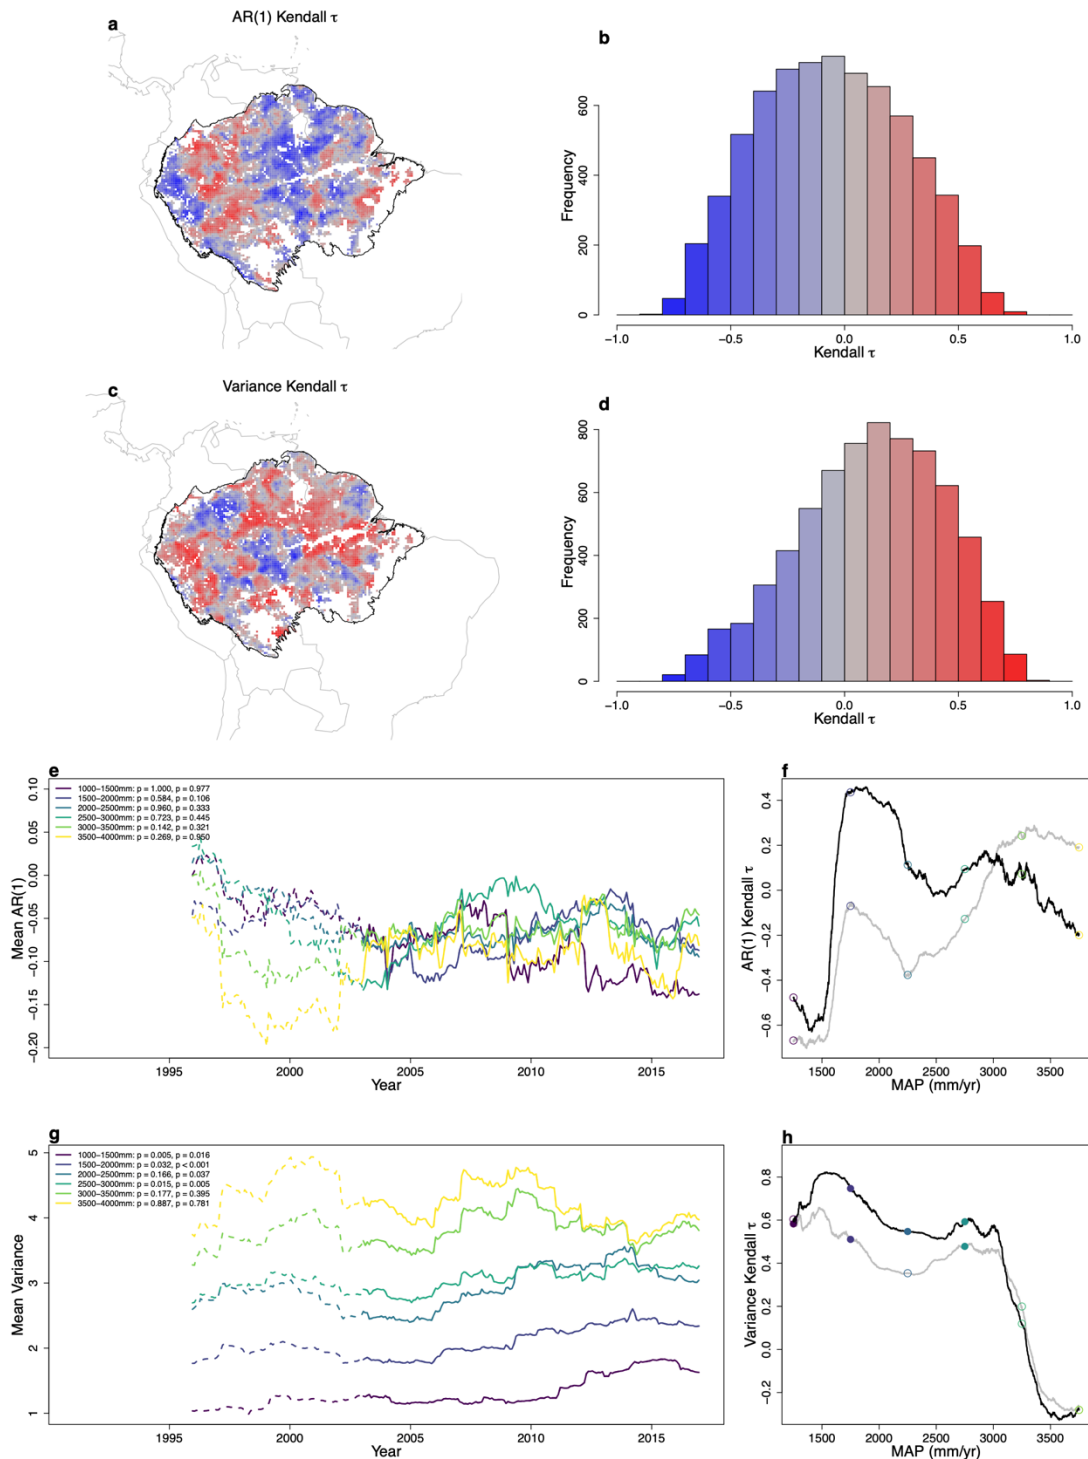 a AR(1) Kendall τ
b
Frequency
0 200 400 600
−1.0 −0.5 0.0 0.5 1.0
Kendall τ
c Variance Kendall τ
d
Frequency
0 200 400 600 800
−1.0 −0.5 0.0 0.5 1.0
Kendall τ
e
1000−1500mm: p = 1.000, p = 0.977
1500−2000mm: p = 0.584, p = 0.106
2000−2500mm: p = 0.960, p = 0.333
2500−3000mm: p = 0.723, p = 0.445
3000−3500mm: p = 0.142, p = 0.321
3500−4000mm: p = 0.269, p = 0.950
Mean AR(1)
−0.20 −0.15 −0.10 −0.05 0.00 0.05 0.10
1995 2000 2005 2010 2015
Year
f
AR(1) Kendall τ
−0.6 −0.4 −0.2 0.0 0.2 0.4
1500 2000 2500 3000 3500
MAP (mm/yr)
g
1000−1500mm: p = 0.005, p = 0.016
1500−2000mm: p = 0.032, p < 0.001
2000−2500mm: p = 0.166, p = 0.037
2500−3000mm: p = 0.015, p = 0.005
3000−3500mm: p = 0.177, p = 0.395
3500−4000mm: p = 0.887, p = 0.781
Mean Variance
1 2 3 4 5
1995 2000 2005 2010 2015
Year
h
Variance Kendall τ
−0.2 0.0 0.2 0.4 0.6 0.8
1500 2000 2500 3000 3500
MAP (mm/yr)